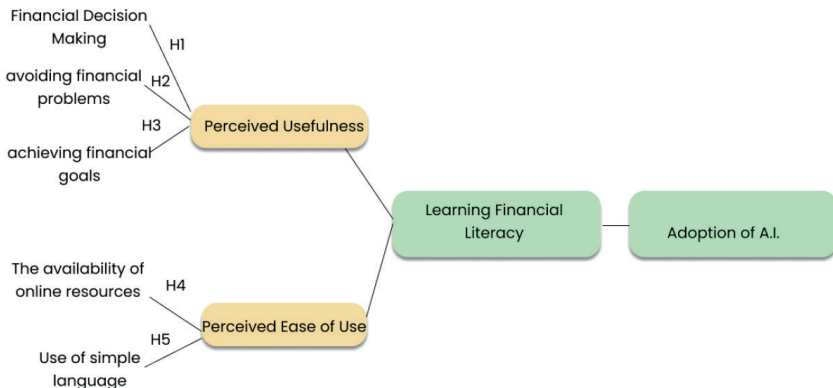 Financial Decision
Making
H1
avoiding financial
problems
H2
H3
achieving financial
goals
Perceived Usefulness
Learning Financial
Literacy
Adoption of A.I.
The availability of
online resources
H4
H5
Use of simple
language
Perceived Ease of Use